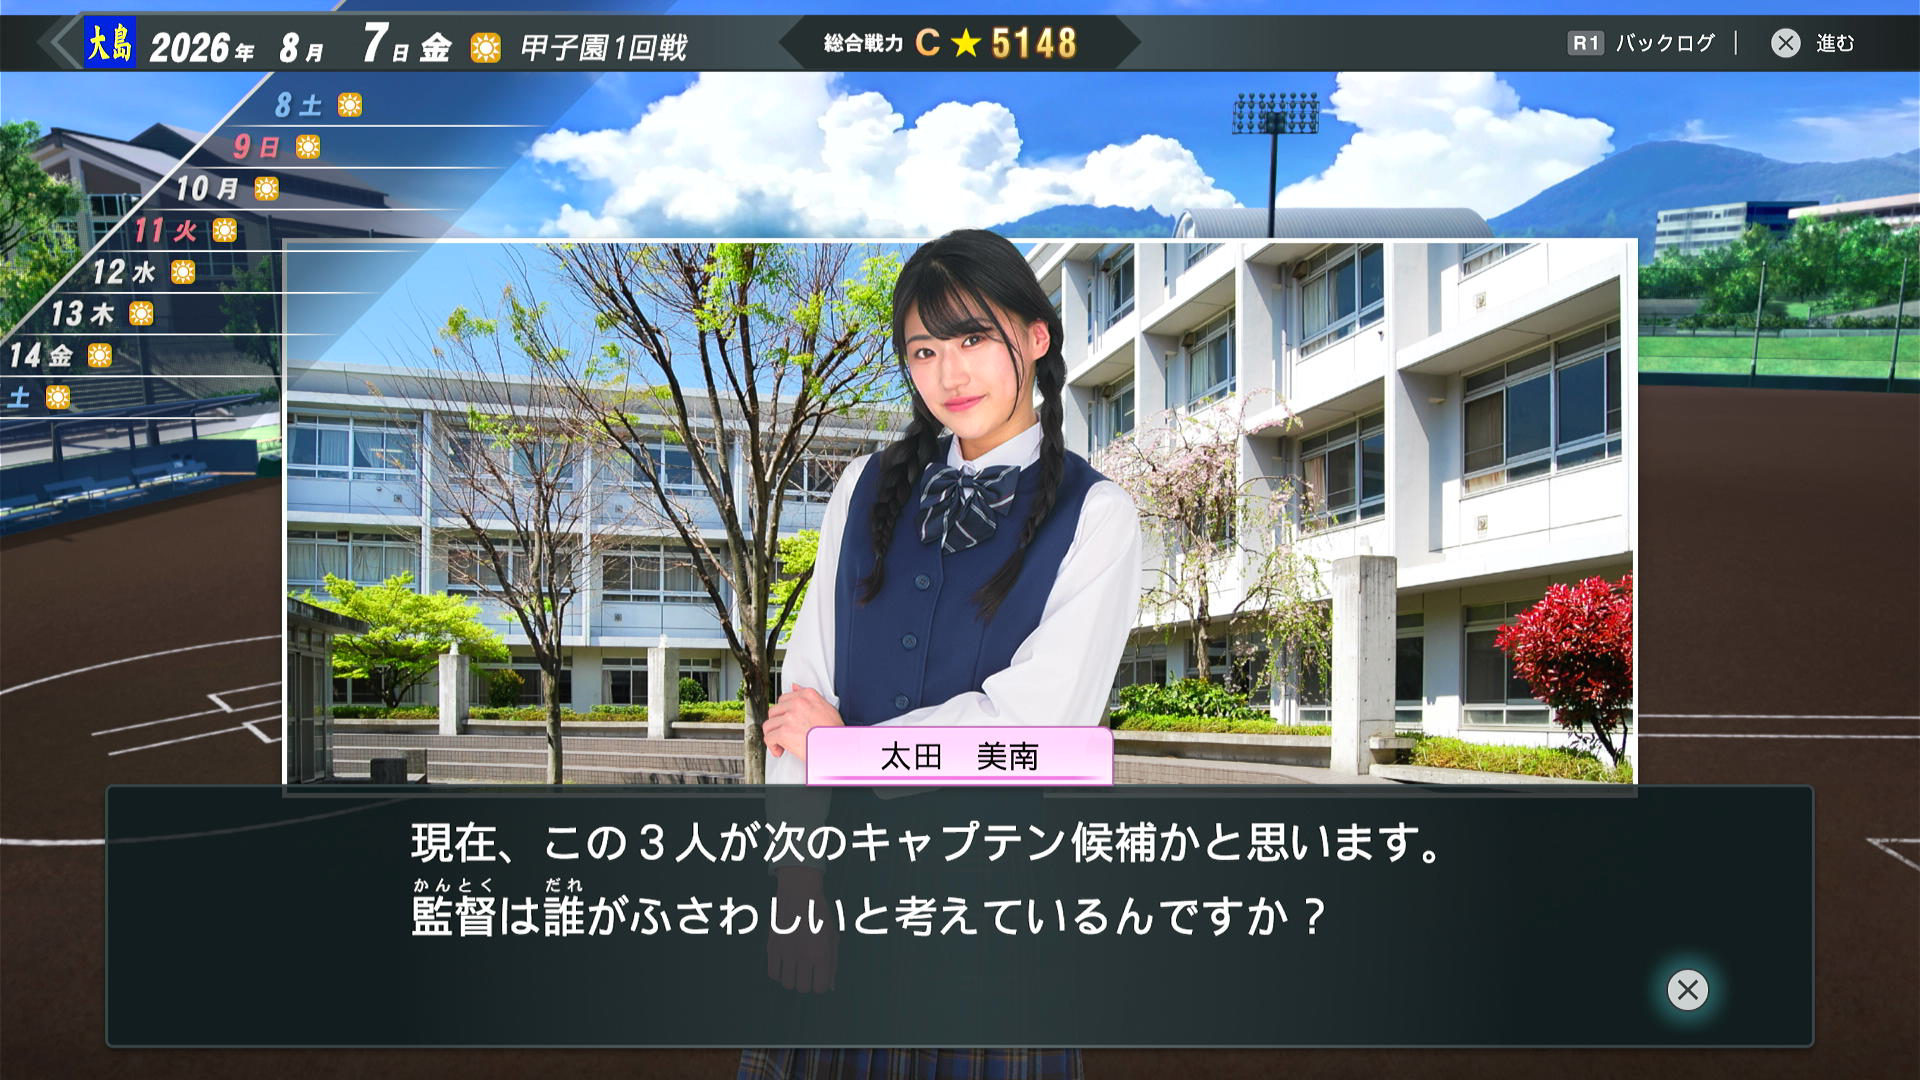 大島 2026年 8月 7日 金 甲子園1回戦
総合戦力 C ★ 5148
R1 バックログ | 進む
8 土
9 日
10 月
11 火
12 水
13 木
14 金
土
太田 美南
現在、この3人が次のキャプテン候補かと思います。
かんとく だれ
監督は誰がふさわしいと考えているんですか？